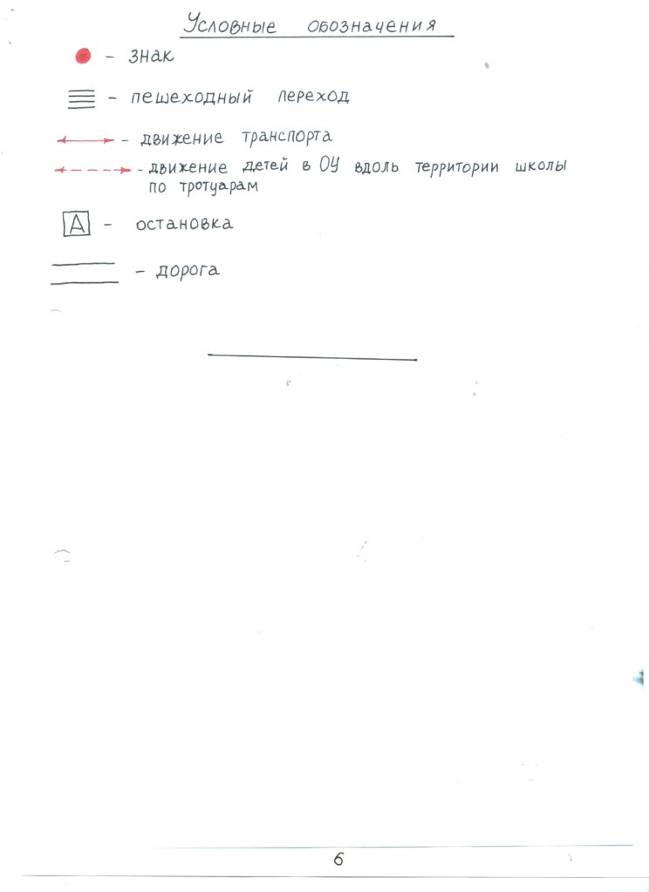 Условные обозначения
- знак
- пешеходный переход
- движение транспорта
- движение детей в ОУ вдоль территории школы
по тротуарам
А - остановка
- дорога
6